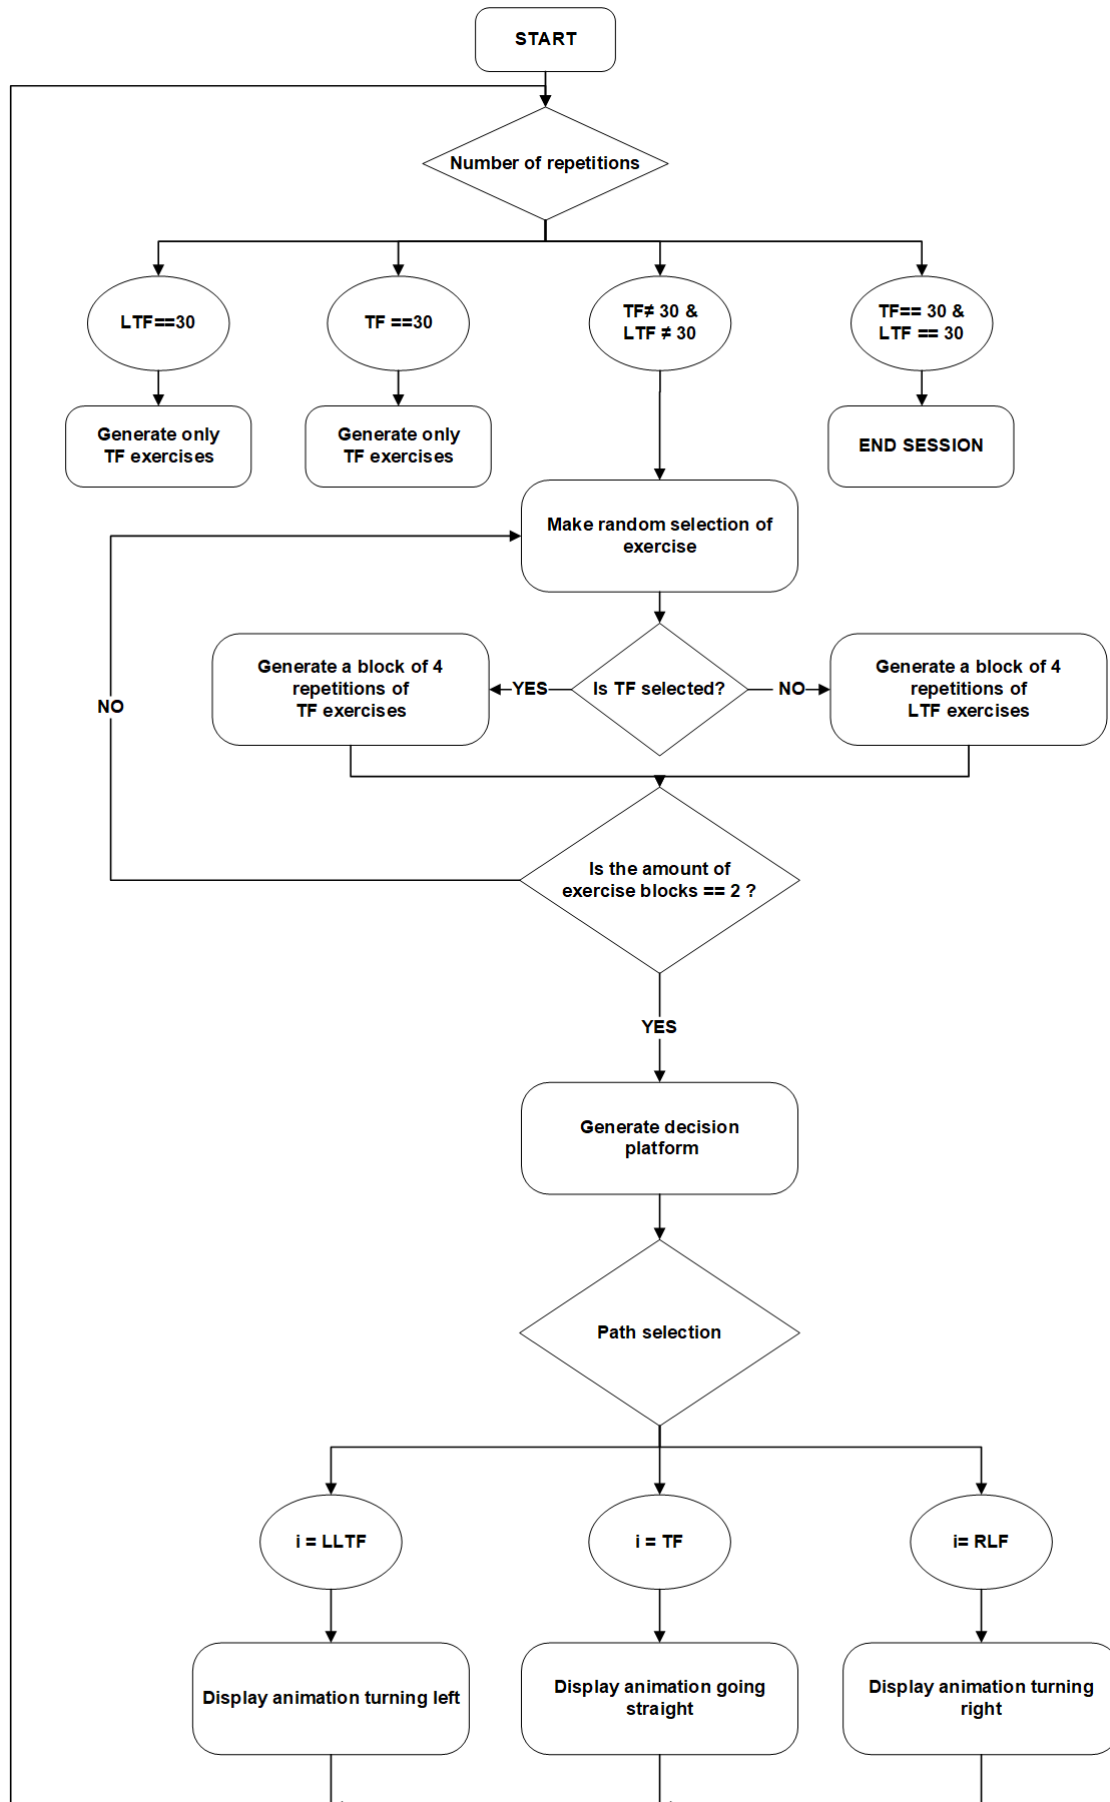 START
Number of repetitions
LTF==30
TF ==30
TF≠ 30 &
LTF ≠ 30
TF== 30 &
LTF == 30
Generate only
TF exercises
Generate only
TF exercises
END SESSION
Make random selection of
exercise
Generate a block of 4
repetitions of
TF exercises
YES
Is TF selected?
NO
Generate a block of 4
repetitions of
LTF exercises
NO
Is the amount of
exercise blocks == 2 ?
YES
Generate decision
platform
Path selection
i = LLTF
i = TF
i= RLF
Display animation turning left
Display animation going
straight
Display animation turning
right